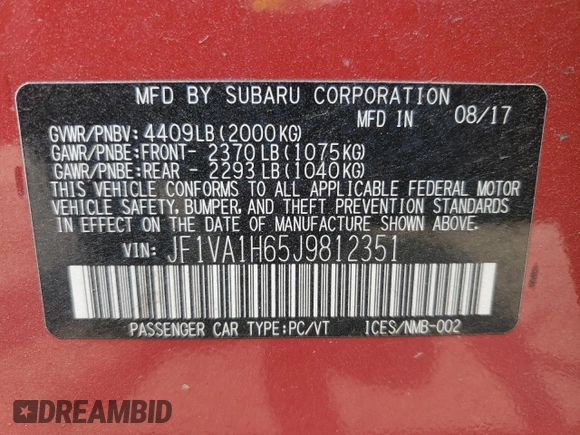 MFD BY SUBARU CORPORATION
MFD IN 08/17
GVWR/PNBV: 4409LB (2000KG)
GAWR/PNBE:FRONT- 2370LB (1075KG)
GAWR/PNBE:REAR - 2293LB (1040KG)
THIS VEHICLE CONFORMS TO ALL APPLICABLE FEDERAL MOTOR
VEHICLE SAFETY, BUMPER, AND THEFT PREVENTION STANDARDS
IN EFFECT ON THE DATE OF MANUFACTURE SHOWN ABOVE.
VIN: JF1VA1H65J9812351
PASSENGER CAR TYPE:PC/VT ICES/NMB-002
DREAMBID